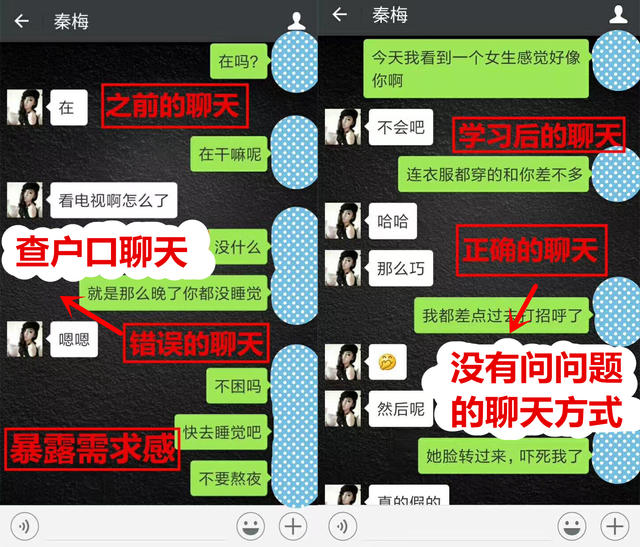 秦梅
在吗?
在
之前的聊天
在干嘛呢
看电视啊怎么了
没什么
查户口聊天
就是那么晚了你都没睡觉
嗯嗯
错误的聊天
不困吗
快去睡觉吧
暴露需求感
不要熬夜
秦梅
今天我看到一个女生感觉好像
你啊
不会吧
学习后的聊天
连衣服都穿的和你差不多
哈哈
正确的聊天
那么巧
我都差点过去打招呼了
没有问问题
的聊天方式
然后呢
她脸转过来,吓死我了
真的假的